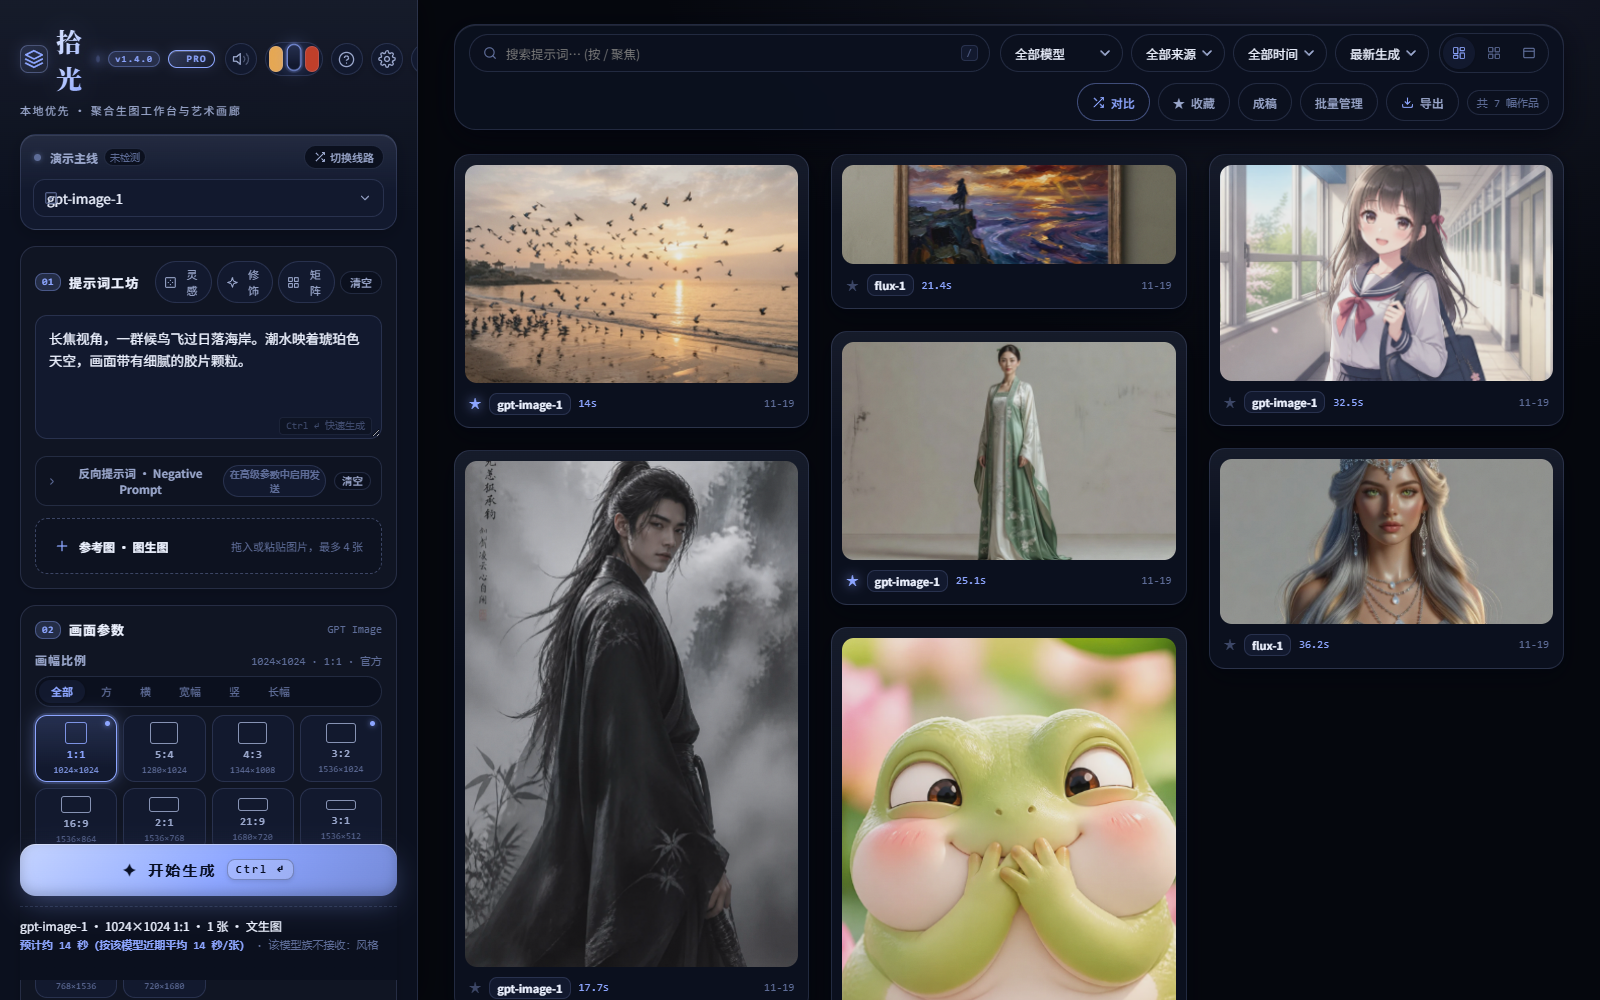 拾光
v1.4.0
PRO
本地优先 · 聚合生图工作台与艺术画廊
演示主线
未检测
切换线路
gpt-image-1
01
提示词工坊
灵感
修饰
矩阵
清空
长焦视角，一群候鸟飞过日落海岸。潮水映着琥珀色
天空，画面带有细腻的胶片颗粒。
Ctrl ↵ 快速生成
反向提示词 · Negative
Prompt
在高级参数中启用发
送
清空
参考图 · 图生图
拖入或粘贴图片，最多 4 张
02
画面参数
GPT Image
画幅比例
1024×1024 · 1:1 · 官方
全部
方
横
宽幅
竖
长幅
1:1
1024×1024
5:4
1280×1024
4:3
1344×1008
3:2
1536×1024
16:9
1536×864
2:1
1536×768
21:9
1680×720
3:1
1536×512
开始生成
Ctrl ↵
gpt-image-1 · 1024×1024 1:1 · 1 张 · 文生图
预计约 14 秒 (按该模型近期平均 14 秒/张) · 该模型族不接收: 风格
768×1536
720×1680
搜索提示词… (按 / 聚焦)
/
全部模型
全部来源
全部时间
最新生成
对比
收藏
成稿
批量管理
导出
共 7 幅作品
gpt-image-1
14s
11-19
flux-1
21.4s
11-19
gpt-image-1
32.5s
11-19
gpt-image-1
25.1s
11-19
flux-1
36.2s
11-19
gpt-image-1
17.7s
11-19